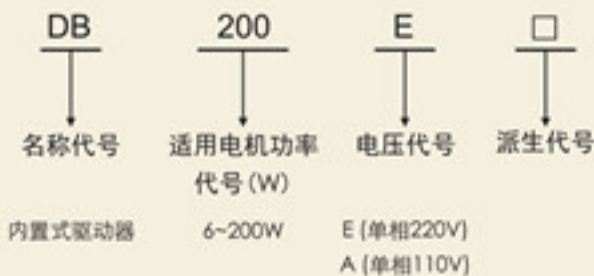 DB 200 E □
名称代号 适用电机功率 电压代号 派生代号
代号(W)
内置式驱动器 6~200W E (单相220V)
A (单相110V)